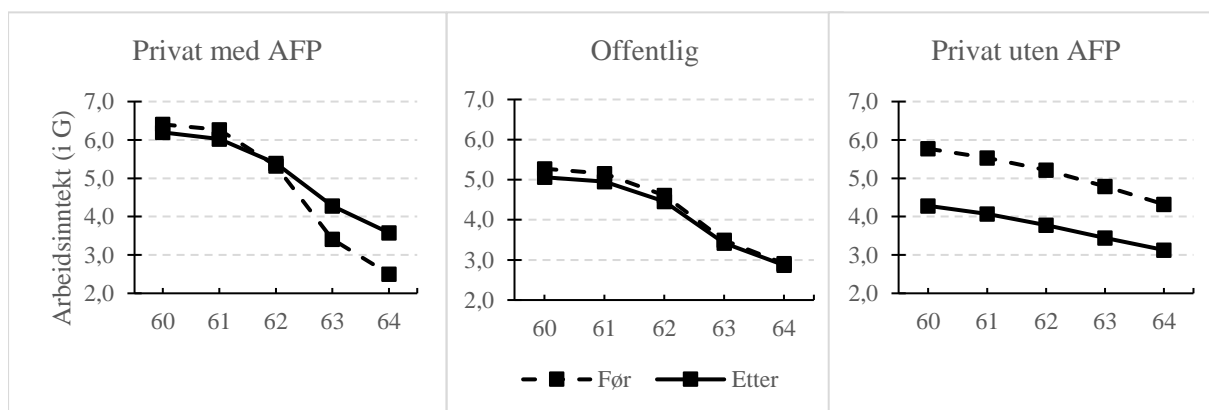 Privat med AFP
Offentlig
Privat uten AFP
Arbeidsinntekt (i G)
7,0
6,0
5,0
4,0
3,0
2,0
60 61 62 63 64
7,0
6,0
5,0
4,0
3,0
2,0
60 61 62 63 64
7,0
6,0
5,0
4,0
3,0
2,0
60 61 62 63 64
Før Etter